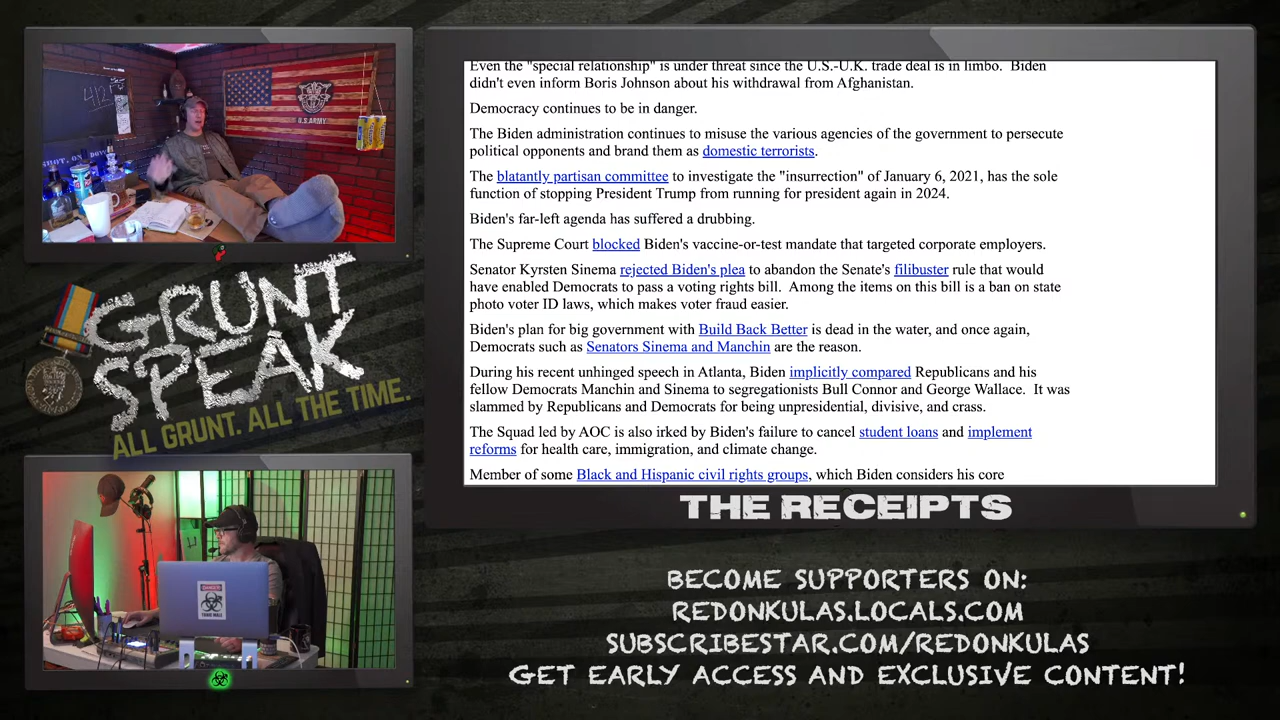 U.S. ARMY
GRUNT
SPEAK
ALL GRUNT. ALL THE TIME.
Even the "special relationship" is under threat since the U.S.-U.K. trade deal is in limbo. Biden
didn't even inform Boris Johnson about his withdrawal from Afghanistan.
Democracy continues to be in danger.
The Biden administration continues to misuse the various agencies of the government to persecute
political opponents and brand them as domestic terrorists.
The blatantly partisan committee to investigate the "insurrection" of January 6, 2021, has the sole
function of stopping President Trump from running for president again in 2024.
Biden's far-left agenda has suffered a drubbing.
The Supreme Court blocked Biden's vaccine-or-test mandate that targeted corporate employers.
Senator Kyrsten Sinema rejected Biden's plea to abandon the Senate's filibuster rule that would
have enabled Democrats to pass a voting rights bill. Among the items on this bill is a ban on state
photo voter ID laws, which makes voter fraud easier.
Biden's plan for big government with Build Back Better is dead in the water, and once again,
Democrats such as Senators Sinema and Manchin are the reason.
During his recent unhinged speech in Atlanta, Biden implicitly compared Republicans and his
fellow Democrats Manchin and Sinema to segregationists Bull Connor and George Wallace. It was
slammed by Republicans and Democrats for being unpresidential, divisive, and crass.
The Squad led by AOC is also irked by Biden's failure to cancel student loans and implement
reforms for health care, immigration, and climate change.
Member of some Black and Hispanic civil rights groups, which Biden considers his core
THE RECEIPTS
BECOME SUPPORTERS ON:
REDONKULAS.LOCALS.COM
SUBSCRIBESTAR.COM/REDONKULAS
GET EARLY ACCESS AND EXCLUSIVE CONTENT!